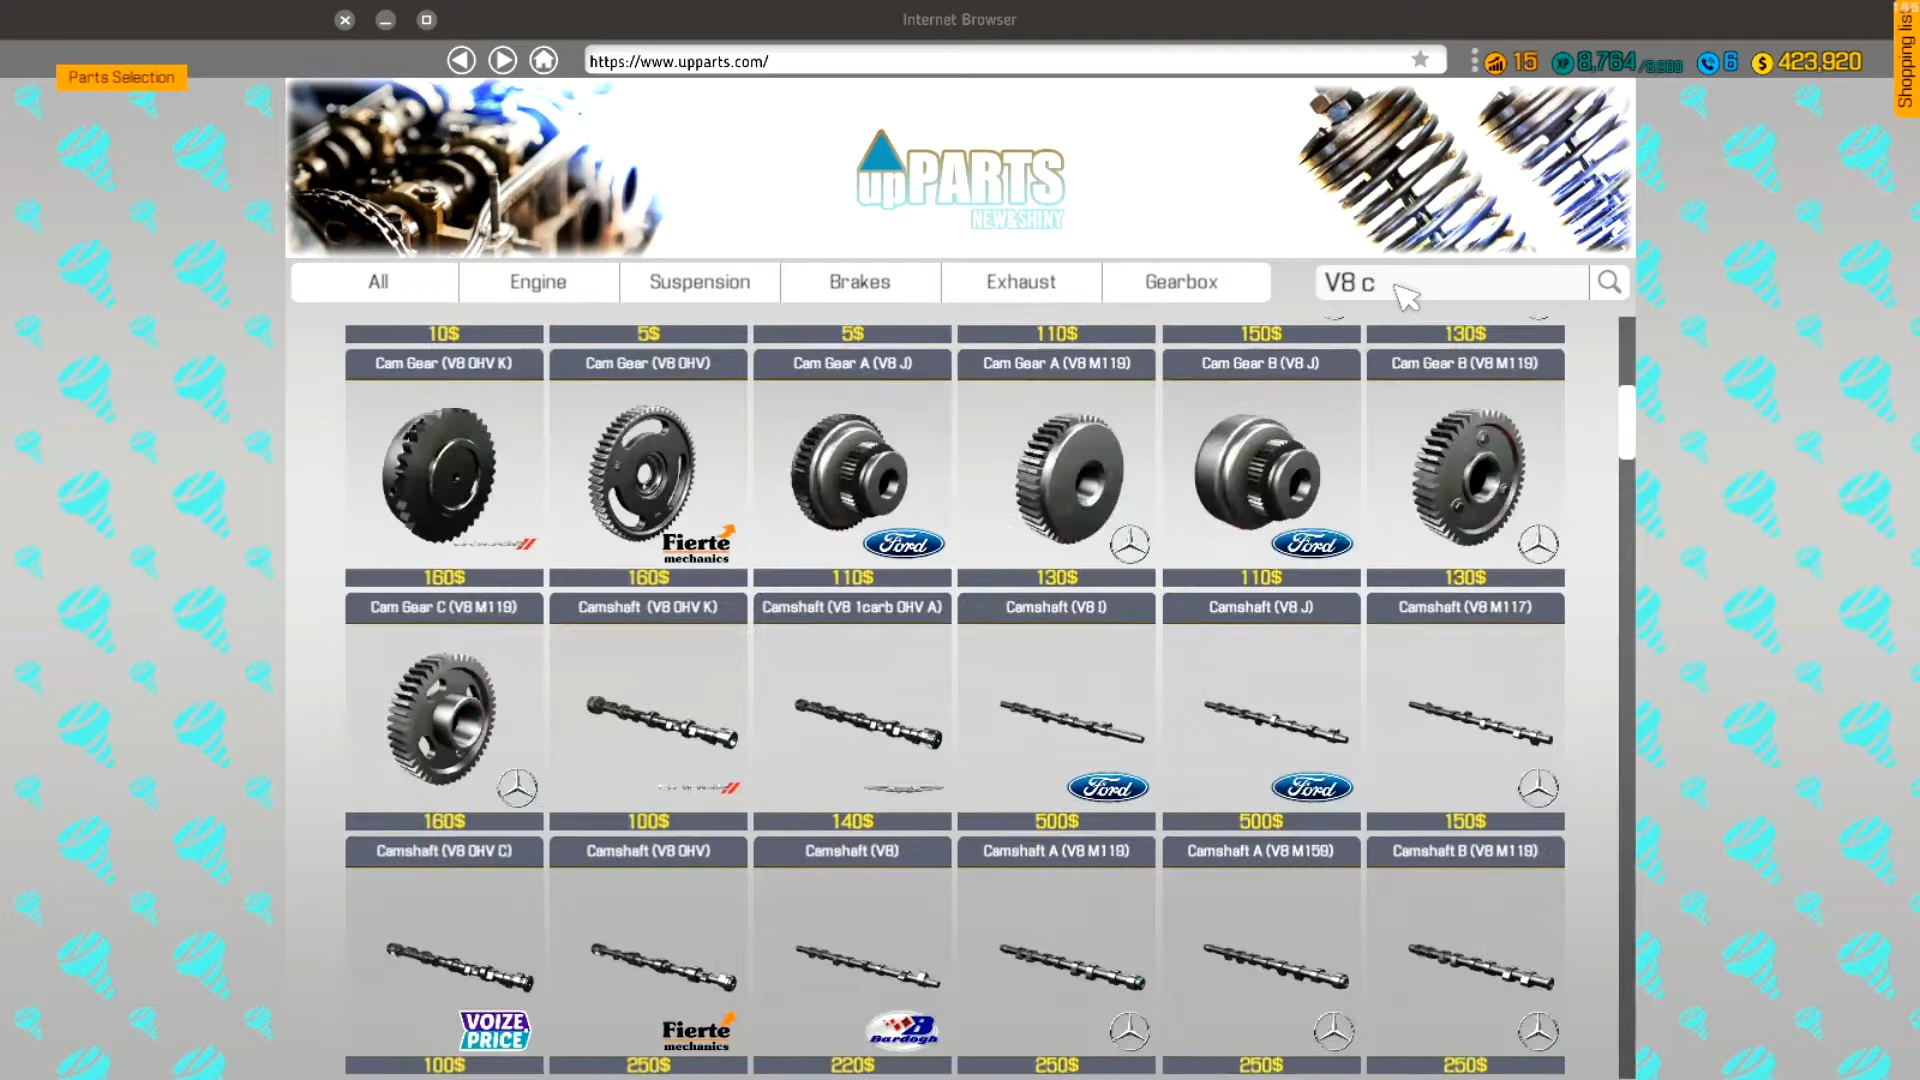 Internet Browser
Shopping list
Parts Selection
https://www.upparts.com/
15
XP 8,764
6
$ 423,920
upPARTS
NEW&SHINY
All
Engine
Suspension
Brakes
Exhaust
Gearbox
V8 c
10$
5$
5$
110$
150$
130$
Cam Gear (V8 OHV K)
Cam Gear (V8 OHV)
Cam Gear A (V8 J)
Cam Gear A (V8 M119)
Cam Gear B (V8 J)
Cam Gear B (V8 M119)
Fierte
mechanics
Ford
Ford
160$
160$
110$
130$
110$
130$
Cam Gear C (V8 M119)
Camshaft (V8 OHV K)
Camshaft (V8 1carb OHV A)
Camshaft (V8 I)
Camshaft (V8 J)
Camshaft (V8 M117)
Ford
Ford
160$
100$
140$
500$
500$
150$
Camshaft (V8 OHV C)
Camshaft (V8 OHV)
Camshaft (V8)
Camshaft A (V8 M119)
Camshaft A (V8 M159)
Camshaft B (V8 M119)
VOIZE.
PRICE
Fierte
mechanics
B
Bardogh
100$
250$
220$
250$
250$
250$